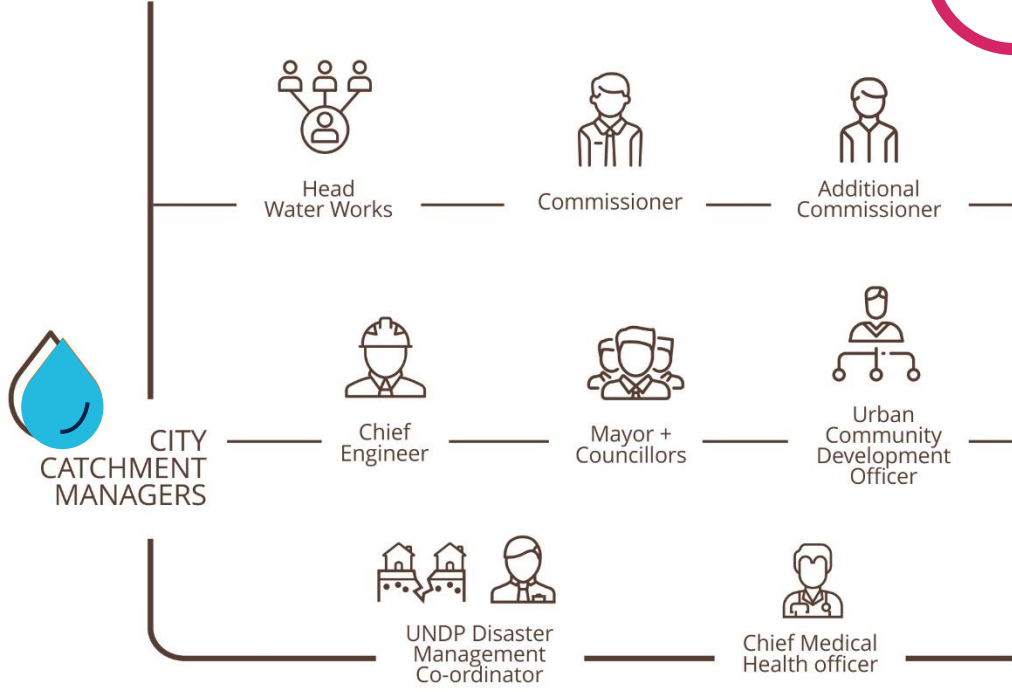 Head
Water Works
Commissioner
Additional
Commissioner
CITY
CATCHMENT
MANAGERS
Chief
Engineer
Mayor +
Councillors
Urban
Community
Development
Officer
UNDP Disaster
Management
Co-ordinator
Chief Medical
Health officer